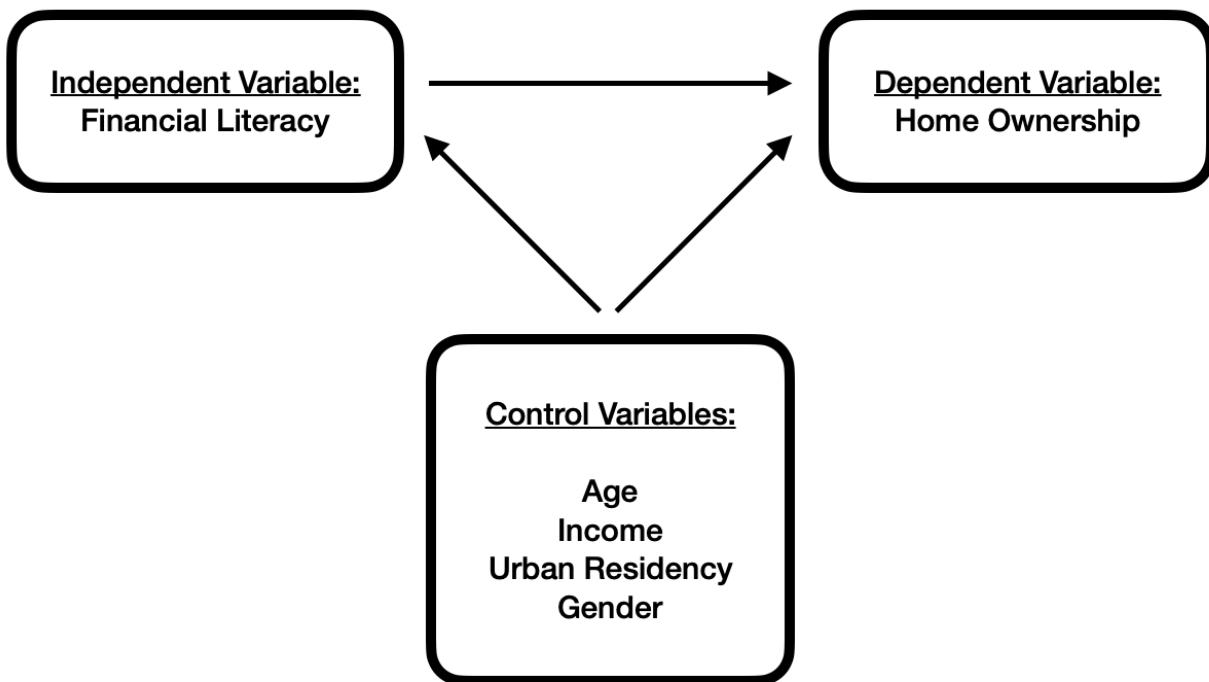 Independent Variable:
Financial Literacy
Dependent Variable:
Home Ownership
Control Variables:
Age
Income
Urban Residency
Gender